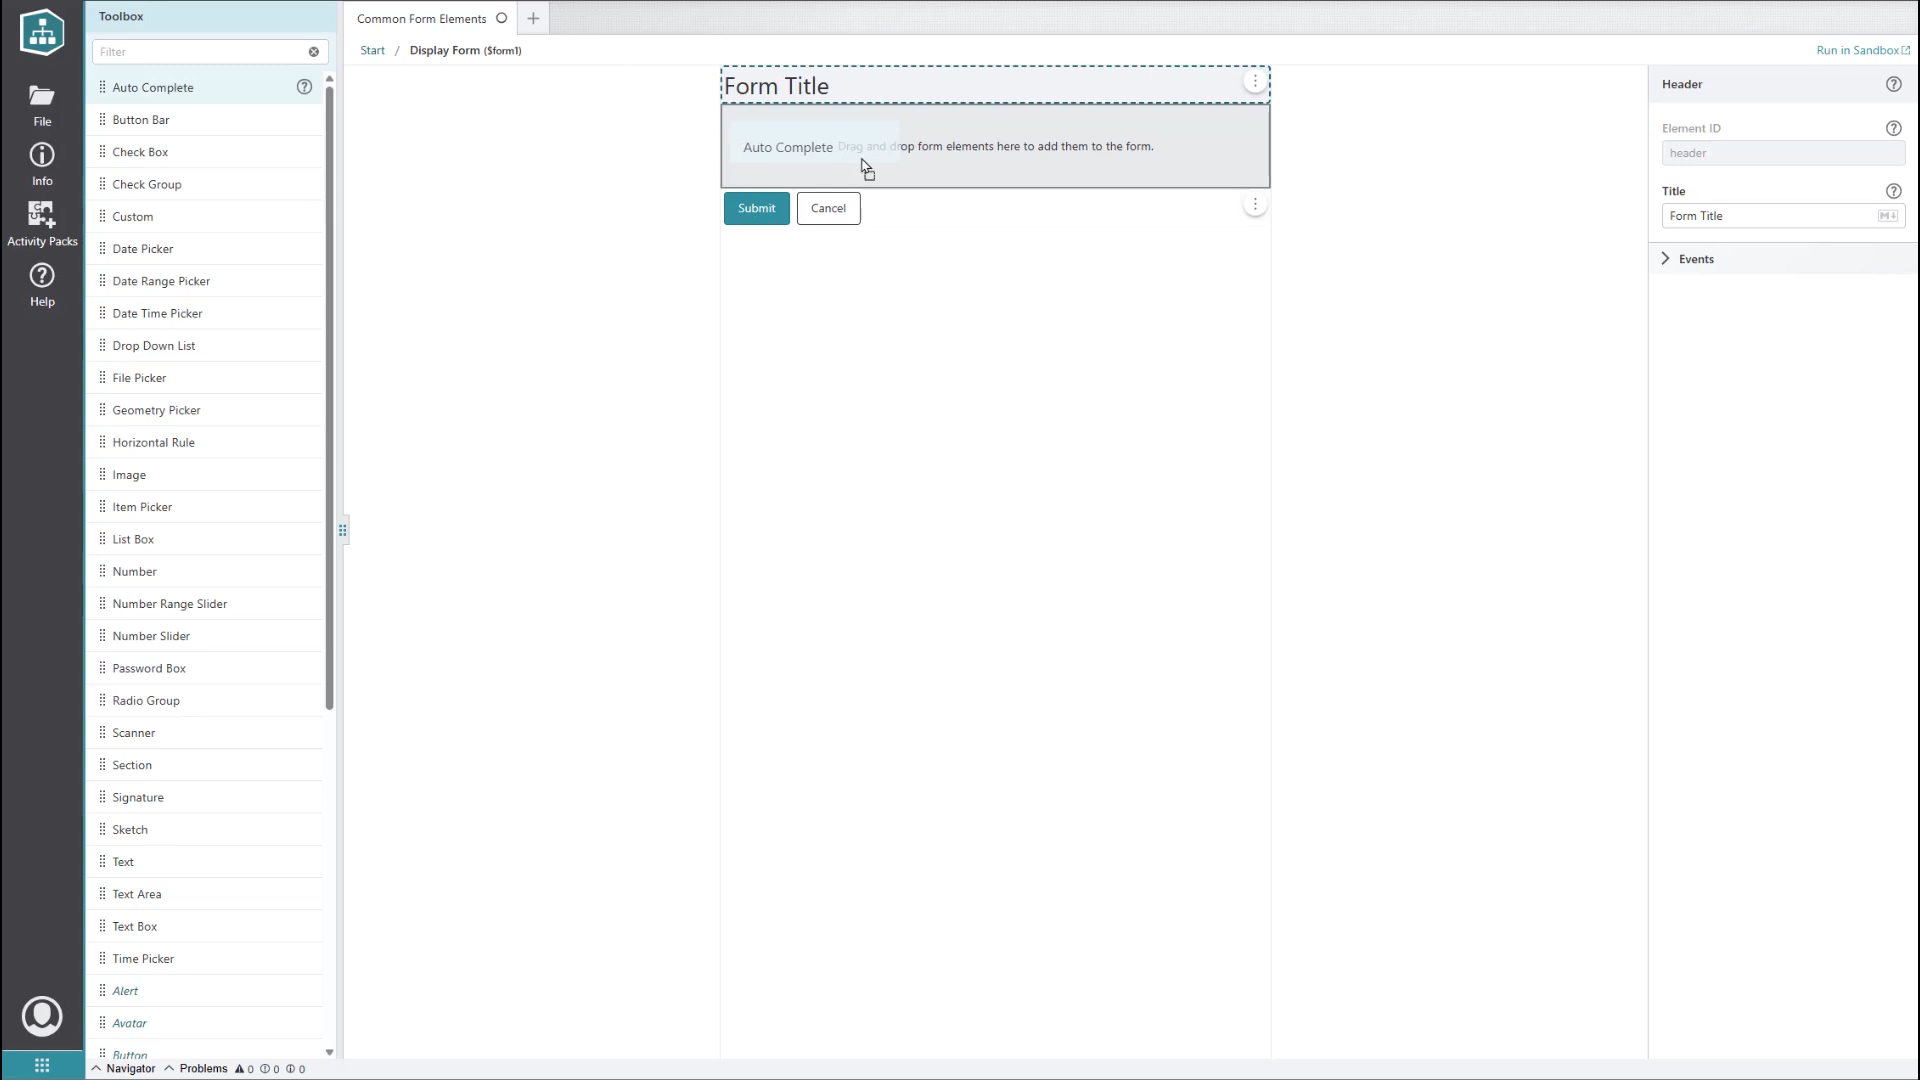 Toolbox
Filter
Auto Complete
Button Bar
Check Box
Check Group
Custom
Date Picker
Date Range Picker
Date Time Picker
Drop Down List
File Picker
Geometry Picker
Horizontal Rule
Image
Item Picker
List Box
Number
Number Range Slider
Number Slider
Password Box
Radio Group
Scanner
Section
Signature
Sketch
Text
Text Area
Text Box
Time Picker
Alert
Avatar
Button
File
Info
Activity Packs
Help
Navigator Problems 0 0 0
Common Form Elements
Start / Display Form ($form1)
Run in Sandbox
Form Title
Auto Complete Drag and drop form elements here to add them to the form.
Submit Cancel
Header
Element ID
header
Title
Form Title
Events